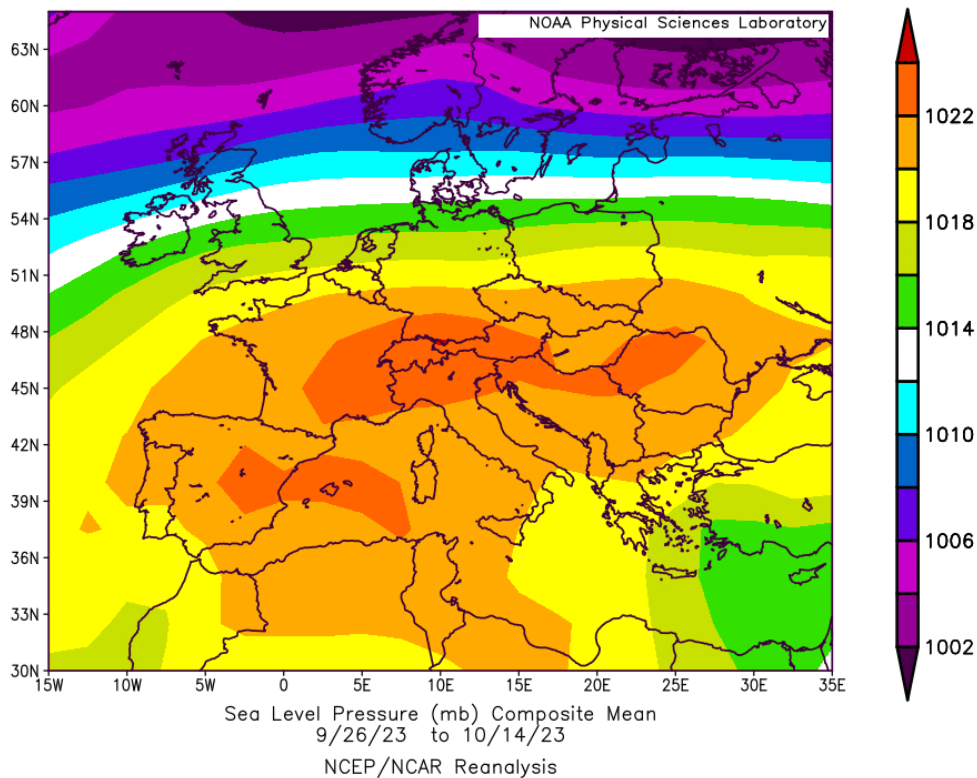 NOAA Physical Sciences Laboratory
63N
60N
57N
54N
51N
48N
45N
42N
39N
36N
33N
30N
15W 10W 5W 0 5E 10E 15E 20E 25E 30E 35E
1022
1018
1014
1010
1006
1002
Sea Level Pressure (mb) Composite Mean
9/26/23 to 10/14/23
NCEP/NCAR Reanalysis